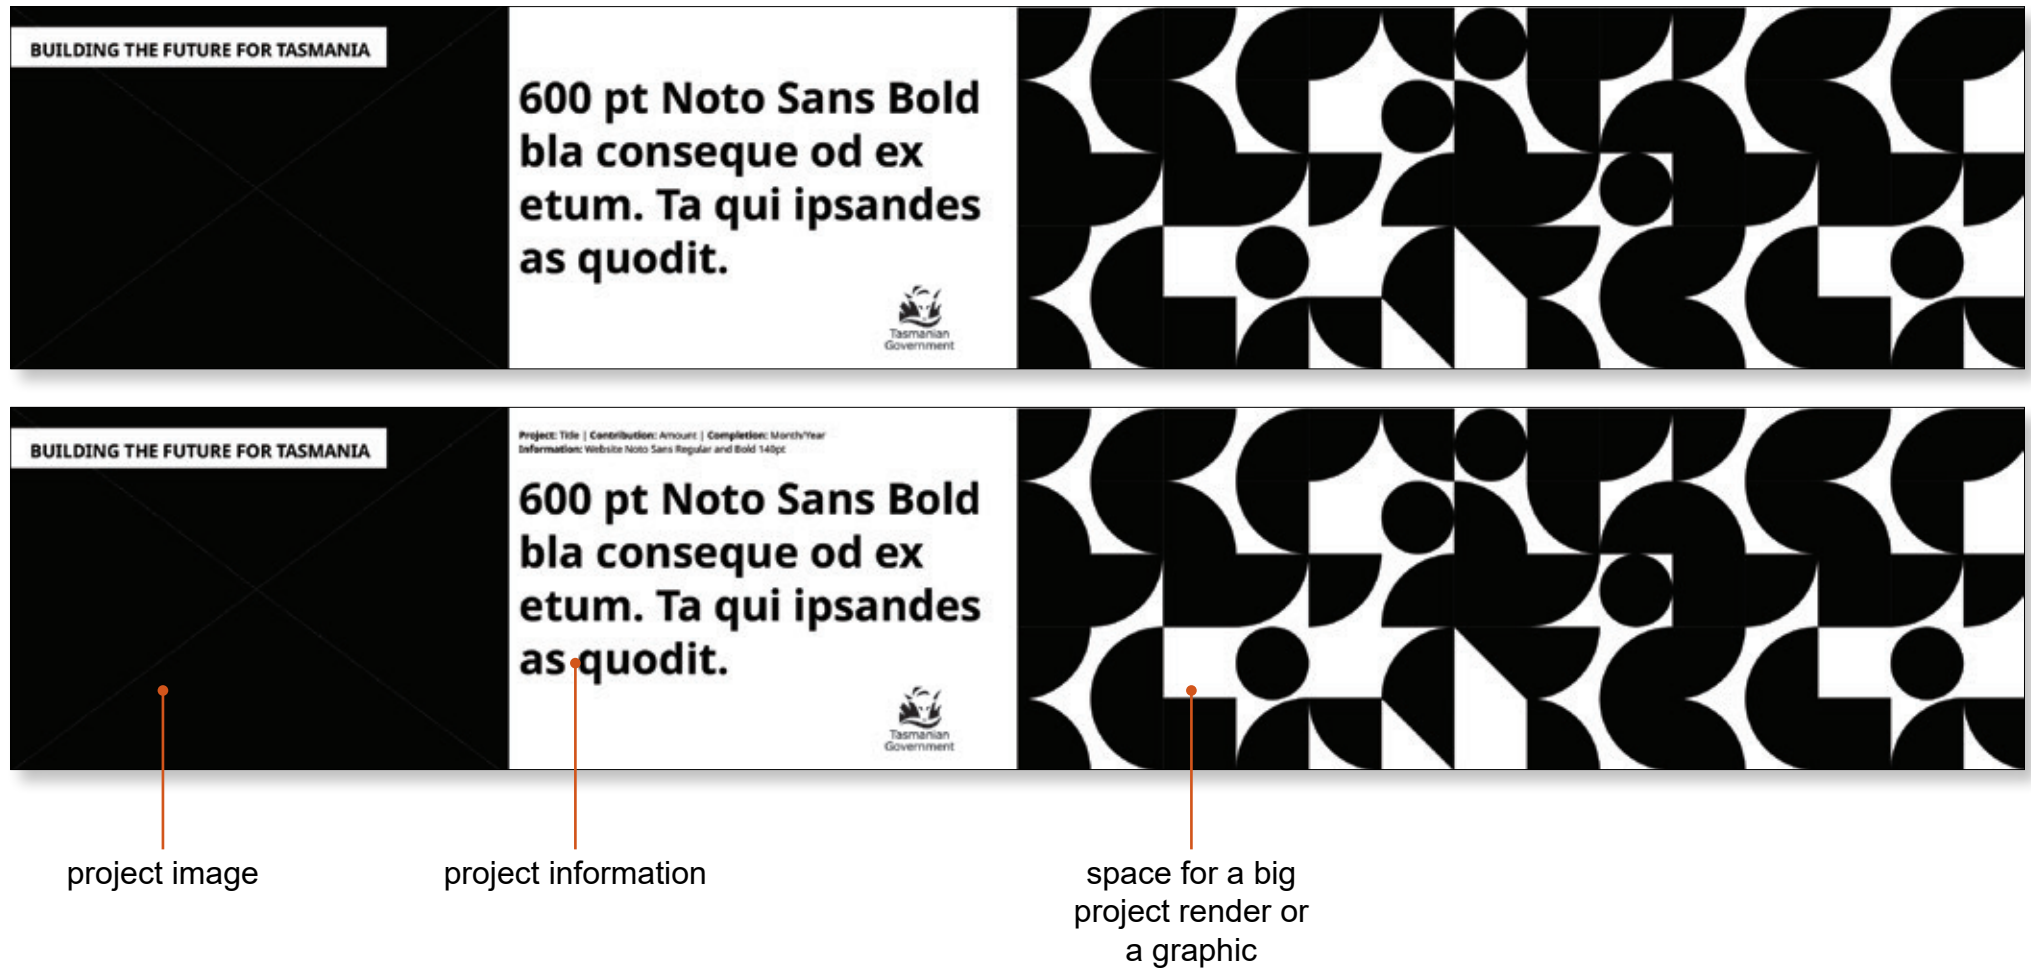 BUILDING THE FUTURE FOR TASMANIA
600 pt Noto Sans Bold
bla conseque od ex
etum. Ta qui ipsandes
as quodit.
Tasmanian
Government
BUILDING THE FUTURE FOR TASMANIA
Project: Title | Contribution: Amount | Completion: Month/Year
Information: Website Noto Sans Regular and Bold 140pt
600 pt Noto Sans Bold
bla conseque od ex
etum. Ta qui ipsandes
as quodit.
Tasmanian
Government
project image
project information
space for a big
project render or
a graphic